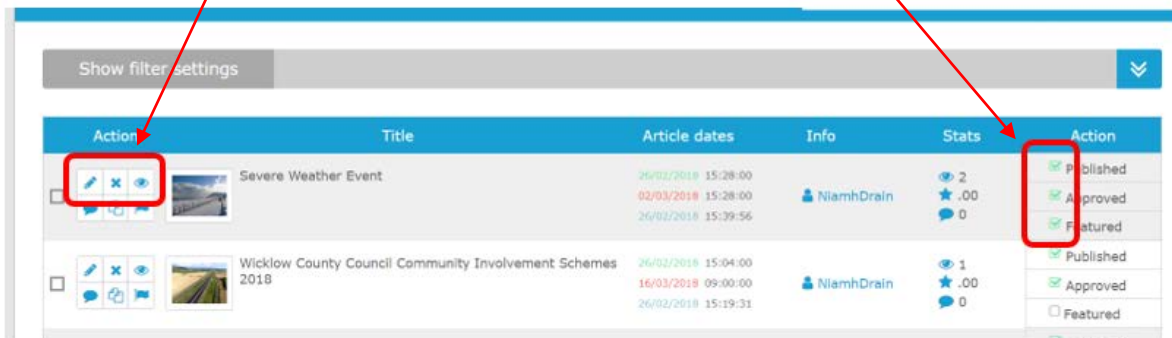 Show filter settings
Action Title Article dates Info Stats Action
Severe Weather Event 26/02/2018 15:28:00 2 Published
02/03/2018 15:28:00 NiamhDrain .00 Approved
26/02/2018 15:39:56 0 Featured
Wicklow County Council Community Involvement Schemes 26/02/2018 15:04:00 1 Published
2018 16/03/2018 09:00:00 NiamhDrain .00 Approved
26/02/2018 15:19:31 0 Featured